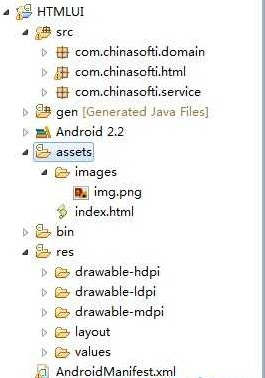 HTMLUI
src
com.chinasofti.domain
com.chinasofti.html
com.chinasofti.service
gen [Generated Java Files]
Android 2.2
assets
images
img.png
index.html
bin
res
drawable-hdpi
drawable-ldpi
drawable-mdpi
layout
values
AndroidManifest.xml